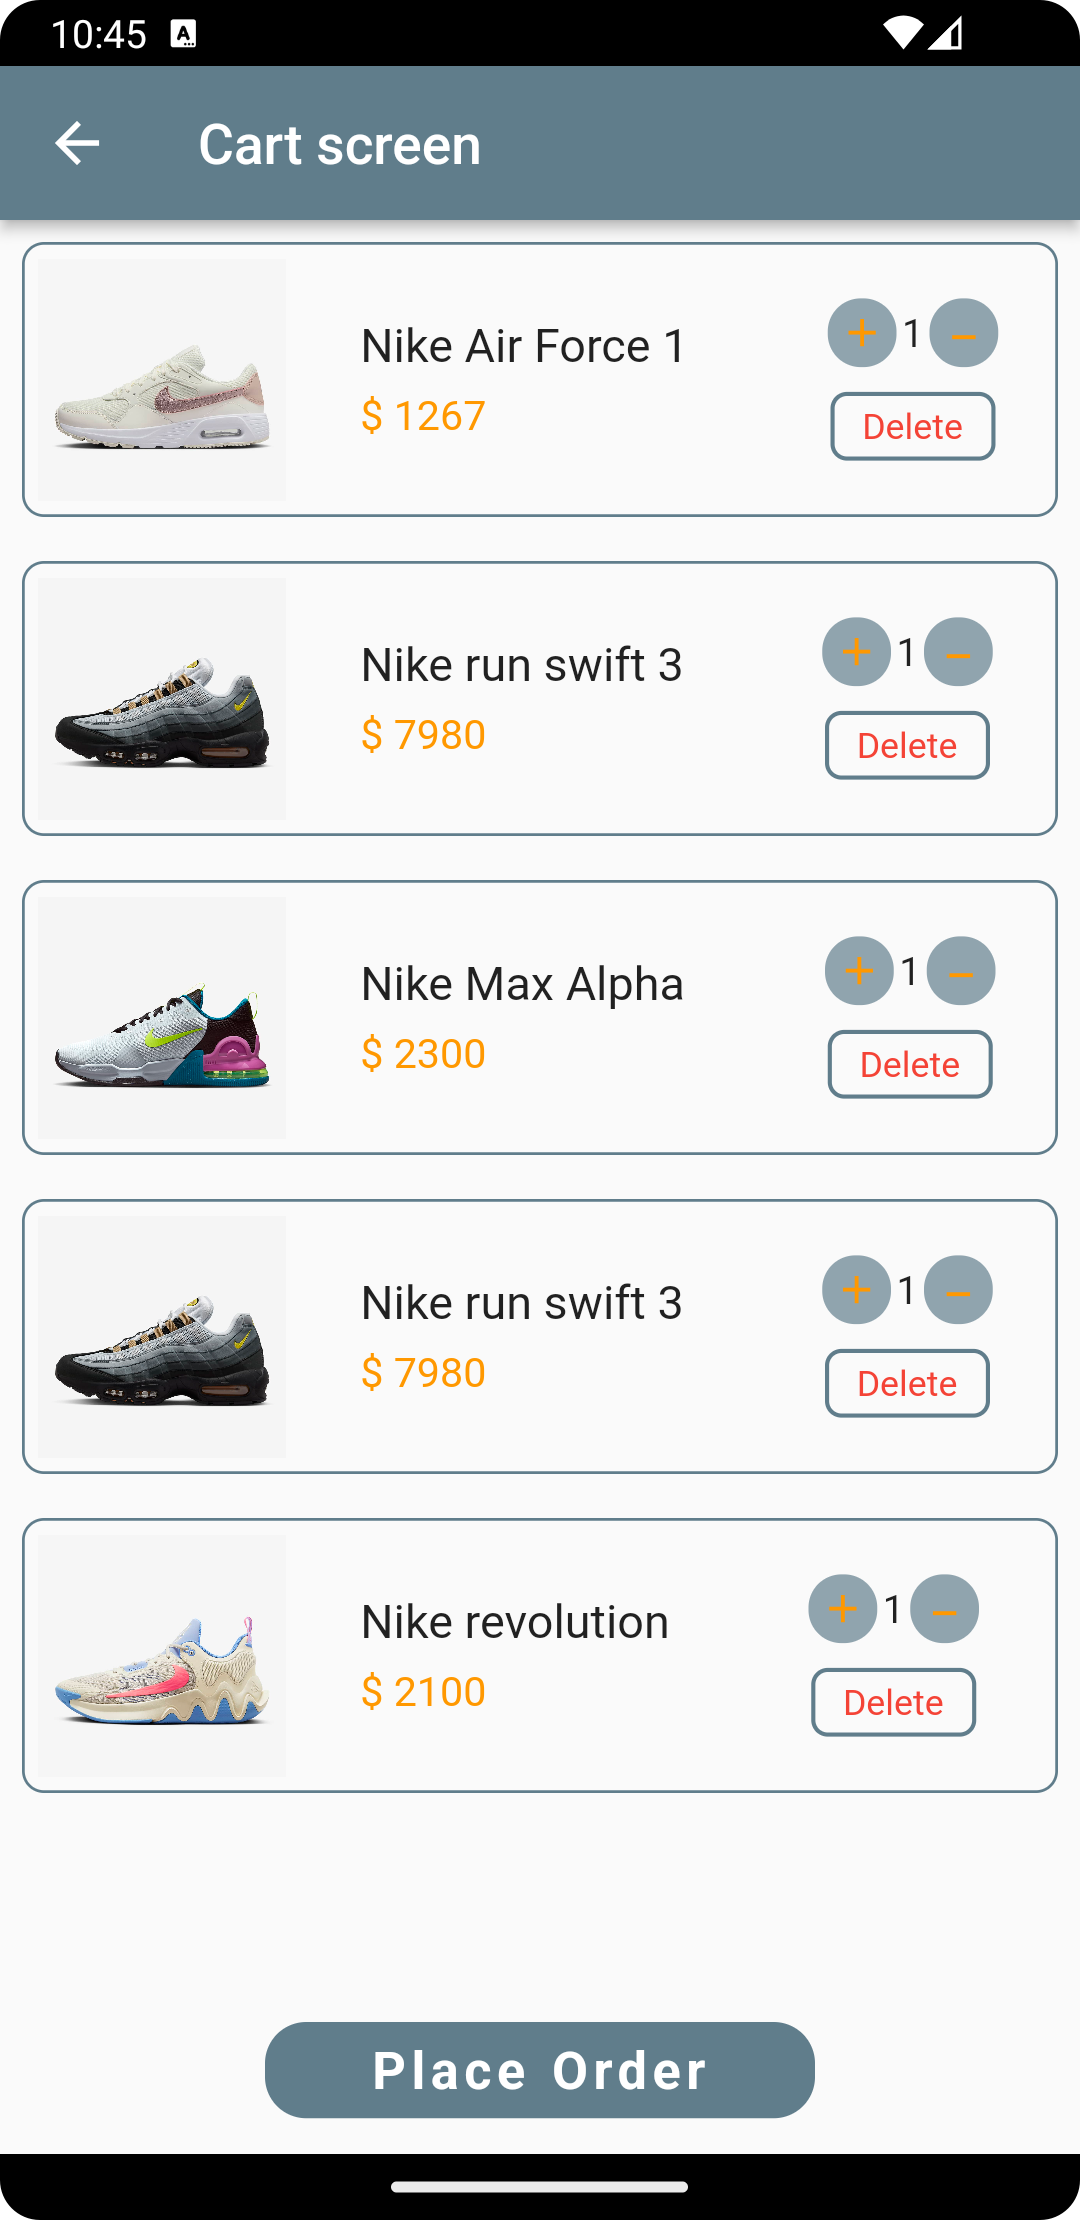 10:45
Cart screen
Nike Air Force 1
$ 1267
+ 1 –
Delete
Nike run swift 3
$ 7980
+ 1 –
Delete
Nike Max Alpha
$ 2300
+ 1 –
Delete
Nike run swift 3
$ 7980
+ 1 –
Delete
Nike revolution
$ 2100
+ 1 –
Delete
Place Order